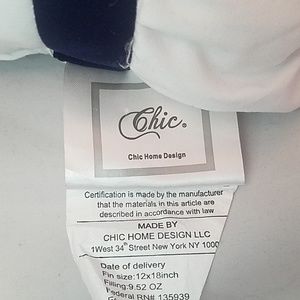 Chic®
Chic Home Design
Certification is made by the manufacturer
that the materials in this article are
described in accordance with law
MADE BY
CHIC HOME DESIGN LLC
1West 34th Street New York NY 1000
Date of delivery
Fin size:12x18inch
Filling:9.52 OZ
Federal RN# 135939